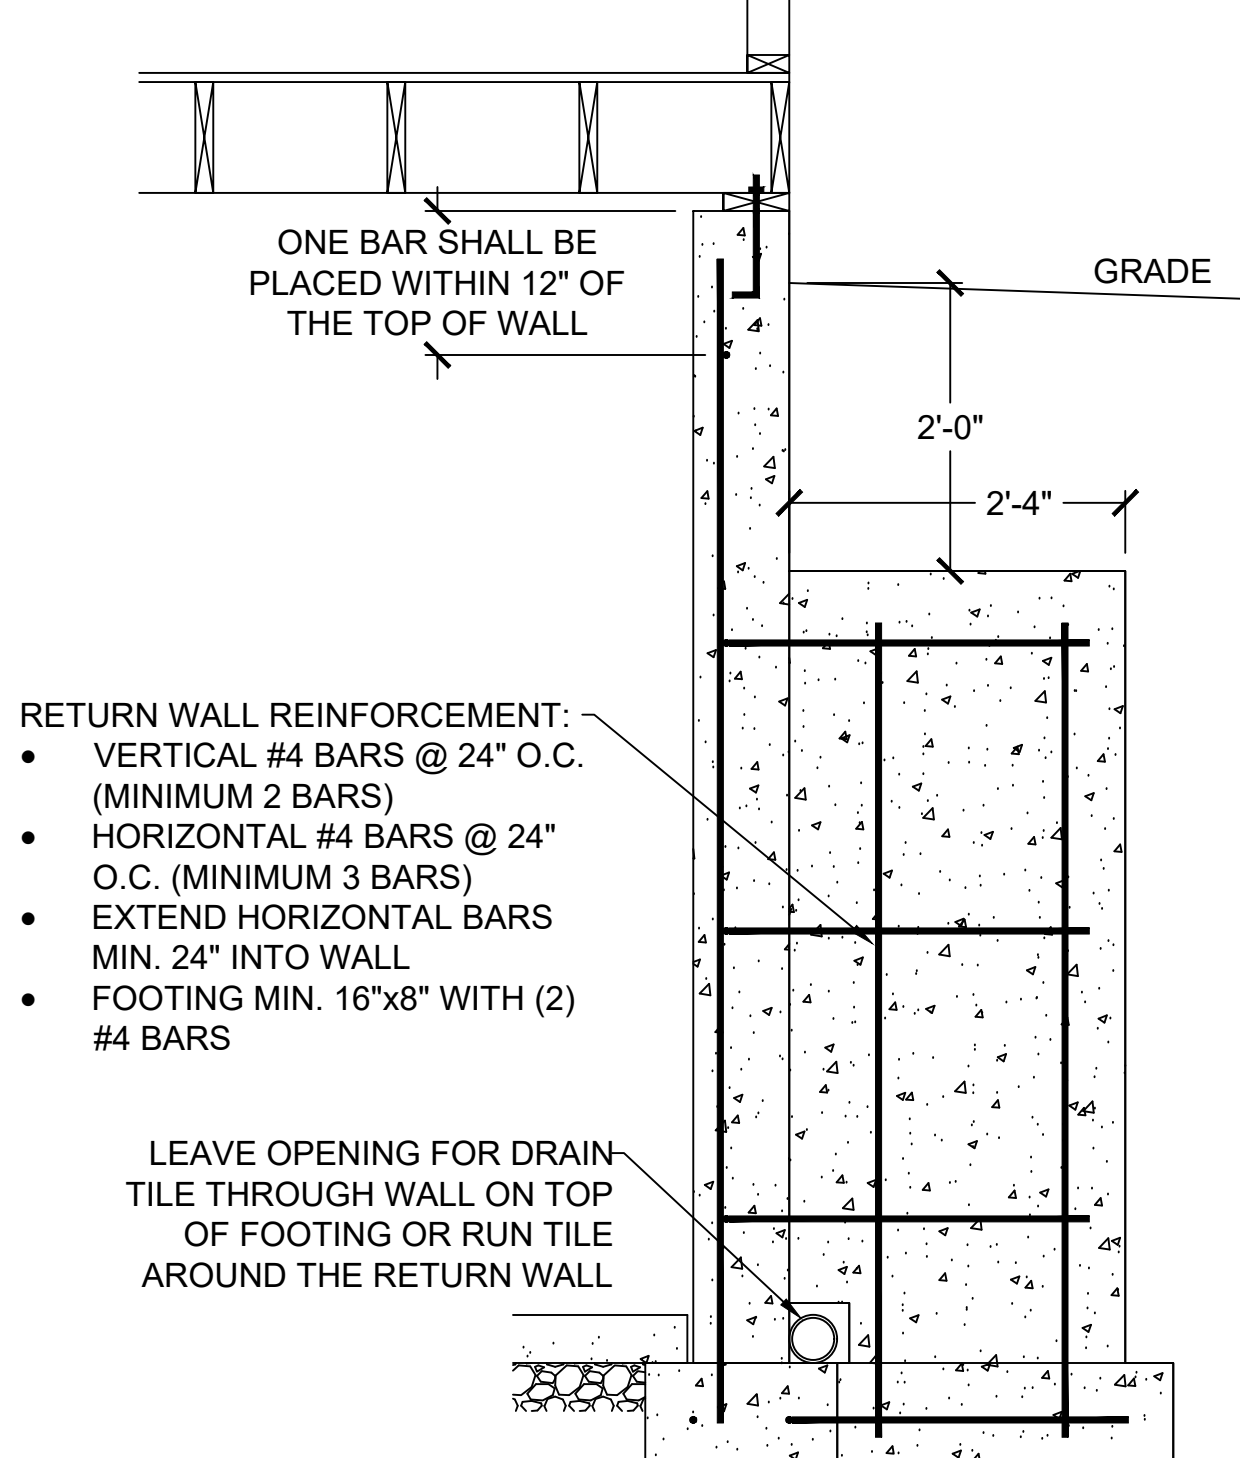 ONE BAR SHALL BE
PLACED WITHIN 12" OF
THE TOP OF WALL
GRADE
2'-0"
2'-4"
RETURN WALL REINFORCEMENT:
• VERTICAL #4 BARS @ 24" O.C.
(MINIMUM 2 BARS)
• HORIZONTAL #4 BARS @ 24"
O.C. (MINIMUM 3 BARS)
• EXTEND HORIZONTAL BARS
MIN. 24" INTO WALL
• FOOTING MIN. 16"x8" WITH (2)
#4 BARS
LEAVE OPENING FOR DRAIN
TILE THROUGH WALL ON TOP
OF FOOTING OR RUN TILE
AROUND THE RETURN WALL